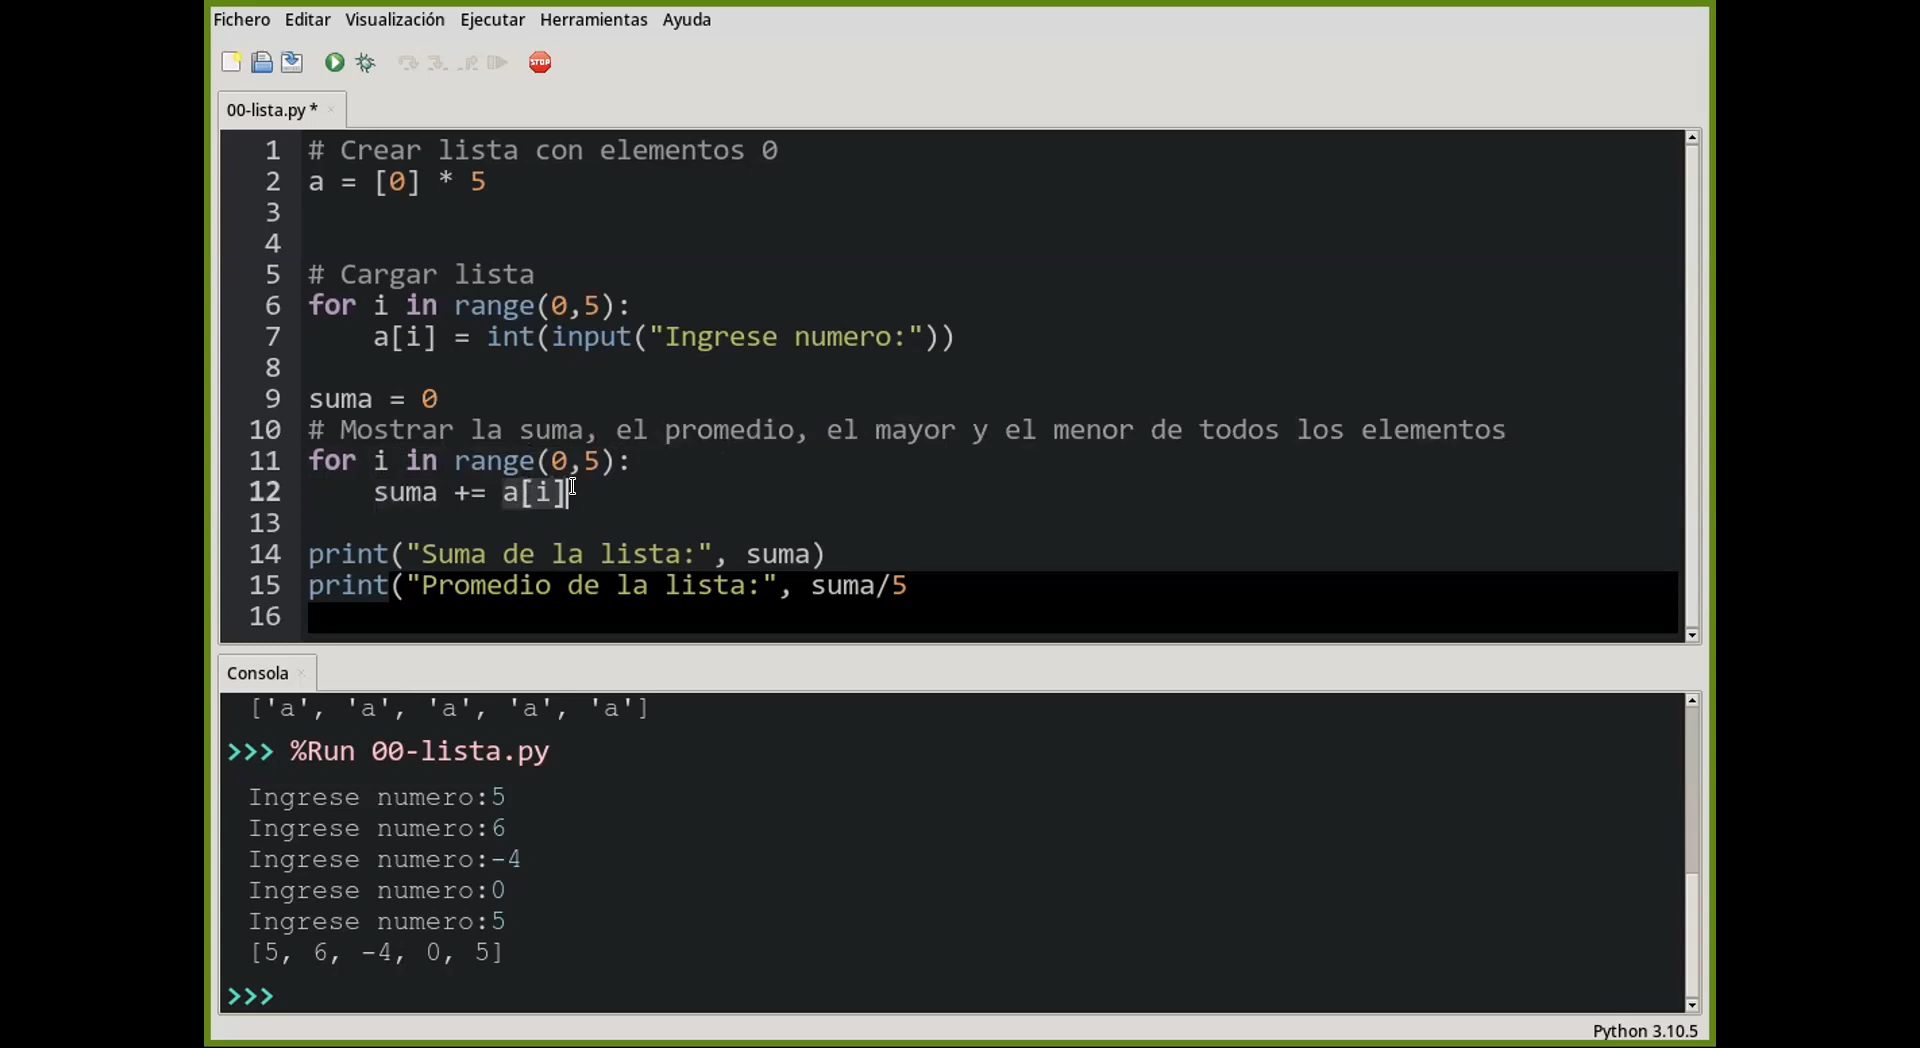 Fichero Editar Visualización Ejecutar Herramientas Ayuda
STOP
00-lista.py *
1 # Crear lista con elementos 0
2 a = [0] * 5
3
4
5 # Cargar lista
6 for i in range(0,5):
7     a[i] = int(input("Ingrese numero:"))
8
9 suma = 0
10 # Mostrar la suma, el promedio, el mayor y el menor de todos los elementos
11 for i in range(0,5):
12     suma += a[i]
13
14 print("Suma de la lista:", suma)
15 print("Promedio de la lista:", suma/5
16
Consola
['a', 'a', 'a', 'a', 'a']
>>> %Run 00-lista.py
Ingrese numero:5
Ingrese numero:6
Ingrese numero:-4
Ingrese numero:0
Ingrese numero:5
[5, 6, -4, 0, 5]
>>>
Python 3.10.5